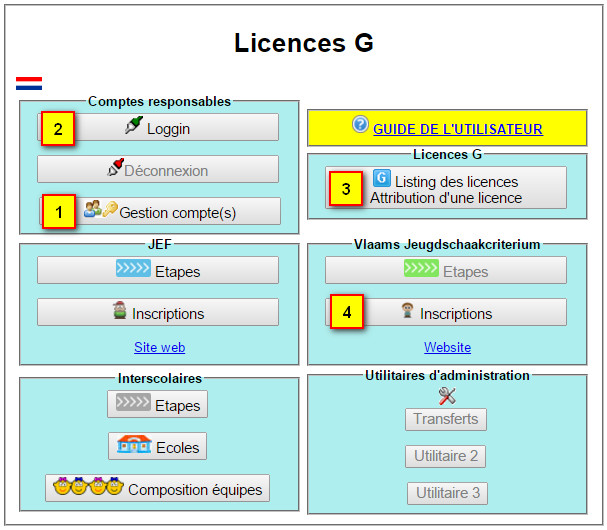 Licences G
Comptes responsables
2
Loggin
Déconnexion
1
Gestion compte(s)
GUIDE DE L'UTILISATEUR
Licences G
3
G
Listing des licences
Attribution d'une licence
JEF
Etapes
Inscriptions
Site web
Vlaams Jeugdschaakcriterium
Etapes
4
Inscriptions
Website
Interscolaires
Etapes
Ecoles
Composition équipes
Utilitaires d'administration
Transferts
Utilitaire 2
Utilitaire 3